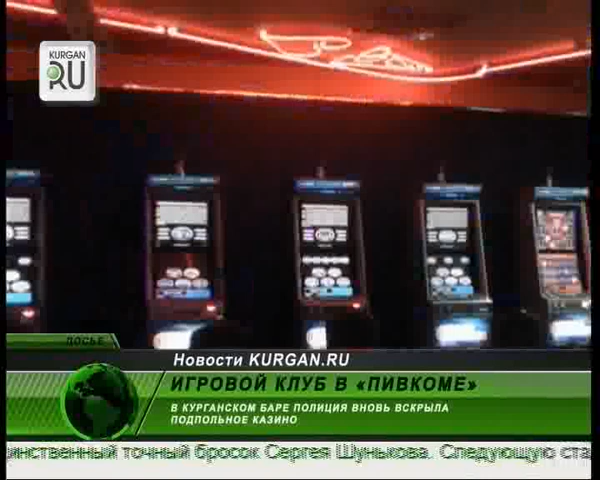 KURGAN
RU
ДОСЬЕ
Новости KURGAN.RU
ИГРОВОЙ КЛУБ В «ПИВКОМЕ»
В КУРГАНСКОМ БАРЕ ПОЛИЦИЯ ВНОВЬ ВСКРЫЛА
ПОДПОЛЬНОЕ КАЗИНО
инственный точный бросок Сергея Шунькова. Следующую ста